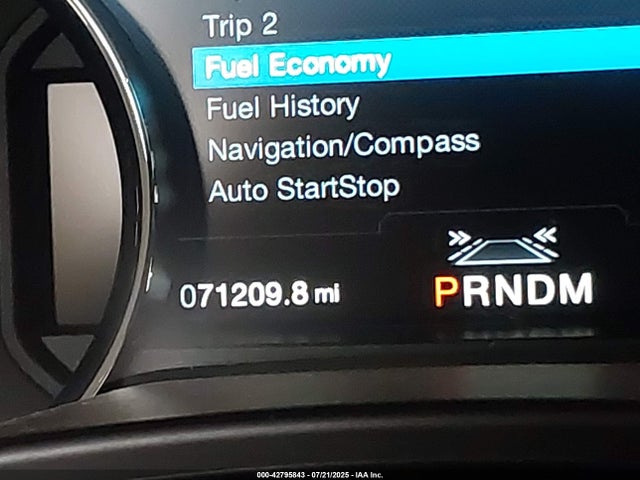 Trip 2
Fuel Economy
Fuel History
Navigation/Compass
Auto StartStop
071209.8 mi
PRNDM
000-42795843 - 07/21/2025 - IAA Inc.